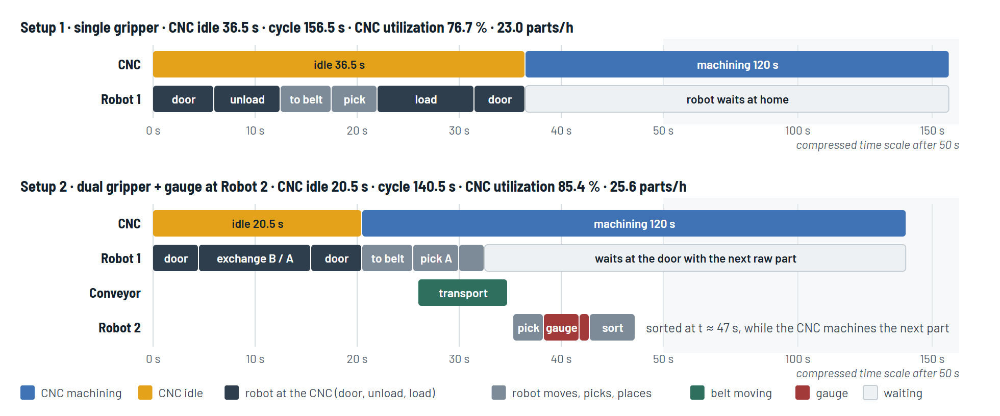 Setup 1 · single gripper · CNC idle 36.5 s · cycle 156.5 s · CNC utilization 76.7 % · 23.0 parts/h
CNC idle 36.5 s machining 120 s
Robot 1 door unload to belt pick load door robot waits at home
0 s 10 s 20 s 30 s 40 s 50 s 100 s 150 s
compressed time scale after 50 s
Setup 2 · dual gripper + gauge at Robot 2 · CNC idle 20.5 s · cycle 140.5 s · CNC utilization 85.4 % · 25.6 parts/h
CNC idle 20.5 s machining 120 s
Robot 1 door exchange B / A door to belt pick A waits at the door with the next raw part
Conveyor transport
Robot 2 pick gauge sort sorted at t ≈ 47 s, while the CNC machines the next part
0 s 10 s 20 s 30 s 40 s 50 s 100 s 150 s
compressed time scale after 50 s
CNC machining CNC idle robot at the CNC (door, unload, load) robot moves, picks, places belt moving gauge waiting